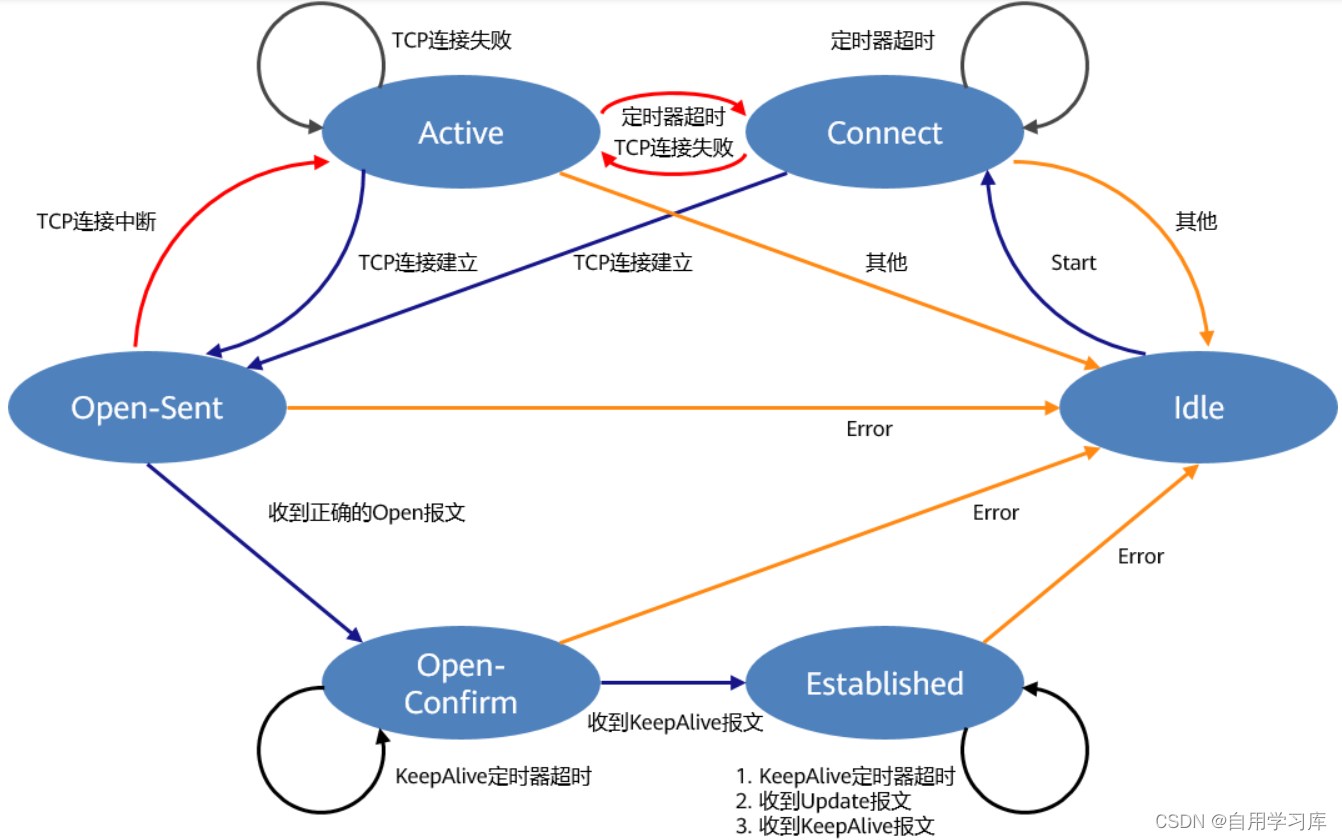 TCP连接失败
定时器超时
Active
定时器超时
TCP连接失败
Connect
TCP连接中断
TCP连接建立
TCP连接建立
其他
Start
其他
Open-Sent
Idle
Error
收到正确的Open报文
Error
Error
Open-
Confirm
Established
收到KeepAlive报文
KeepAlive定时器超时
1. KeepAlive定时器超时
2. 收到Update报文
3. 收到KeepAlive报文
CSDN @自用学习库